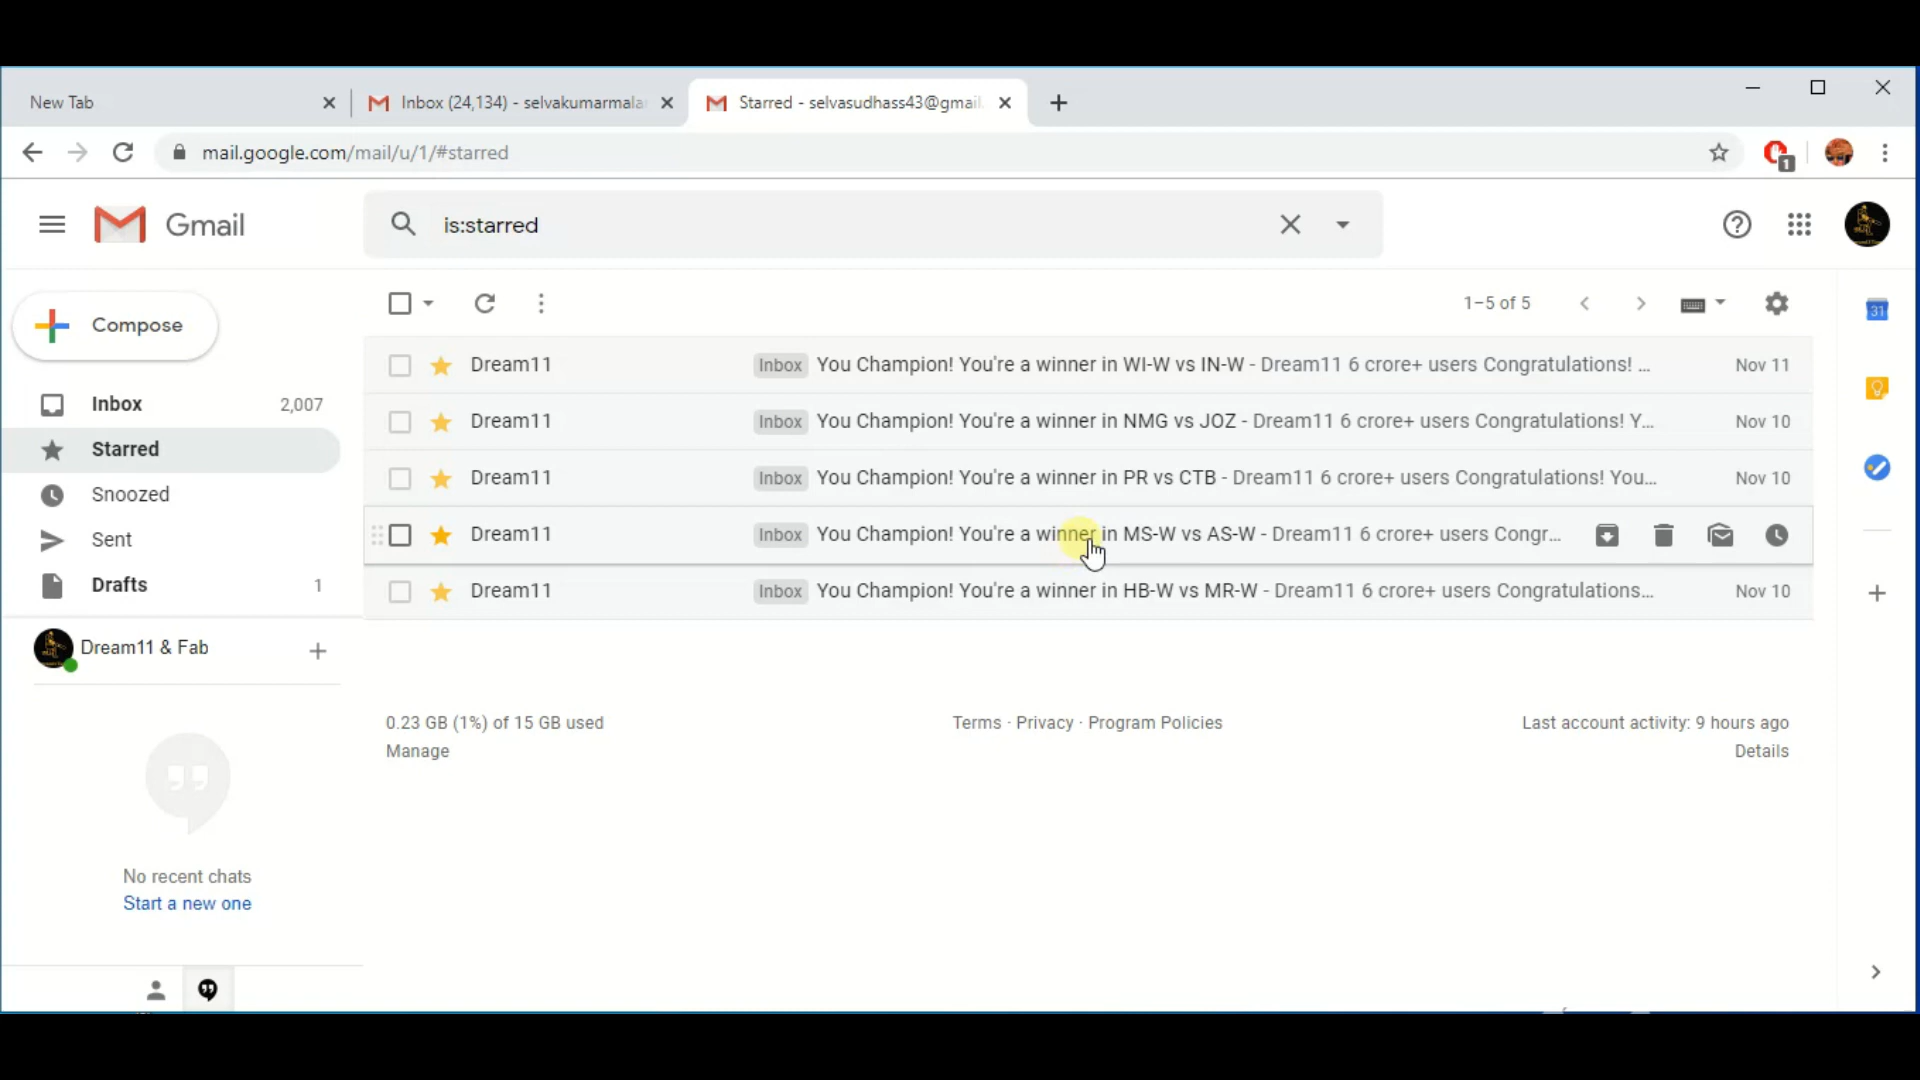 New Tab
Inbox (24,134) - selvakumarmala
Starred - selvasudhass43@gmail.
mail.google.com/mail/u/1/#starred
1
Gmail
is:starred
Compose
1–5 of 5
31
Inbox 2,007
Starred
Snoozed
Sent
Drafts 1
Dream11 & Fab
Dream11 Inbox You Champion! You're a winner in WI-W vs IN-W - Dream11 6 crore+ users Congratulations! ... Nov 11
Dream11 Inbox You Champion! You're a winner in NMG vs JOZ - Dream11 6 crore+ users Congratulations! Y... Nov 10
Dream11 Inbox You Champion! You're a winner in PR vs CTB - Dream11 6 crore+ users Congratulations! You... Nov 10
Dream11 Inbox You Champion! You're a winner in MS-W vs AS-W - Dream11 6 crore+ users Congr...
Dream11 Inbox You Champion! You're a winner in HB-W vs MR-W - Dream11 6 crore+ users Congratulations... Nov 10
0.23 GB (1%) of 15 GB used
Manage
Terms · Privacy · Program Policies
Last account activity: 9 hours ago
Details
No recent chats
Start a new one